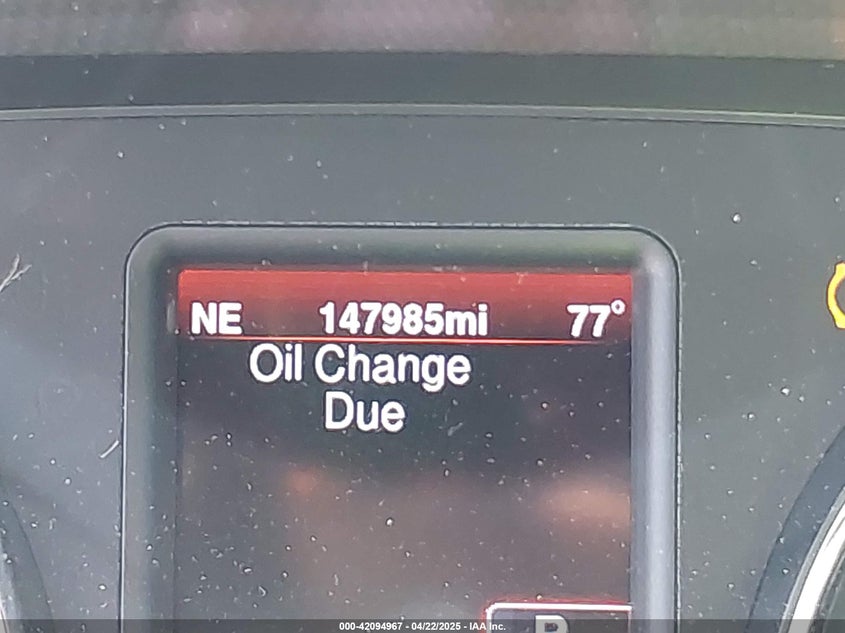 NE 147985mi 77°
Oil Change
Due
000-42094967 - 04/22/2025 - IAA Inc.